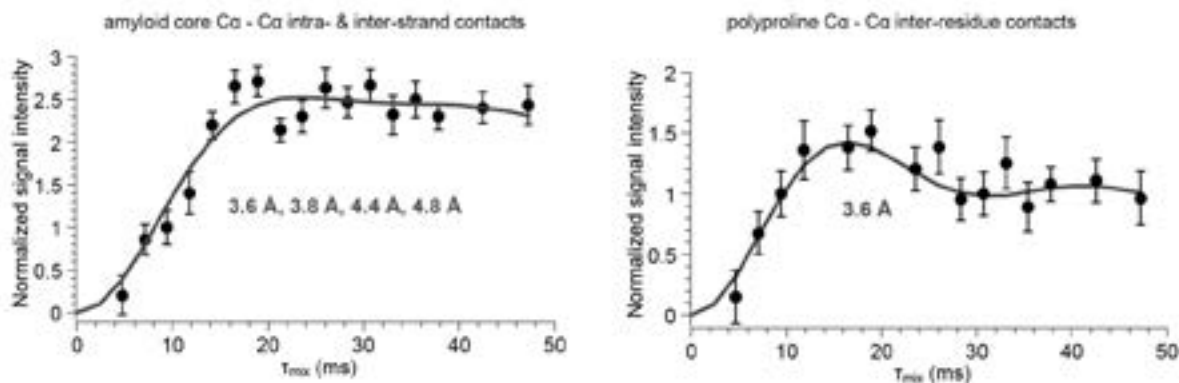 amyloid core Cα - Cα intra- & inter-strand contacts
Normalized signal intensity
3
2.5
2
1.5
1
0.5
0
3.6 Å, 3.8 Å, 4.4 Å, 4.8 Å
0 10 20 30 40 50
τmix (ms)
polyproline Cα - Cα inter-residue contacts
Normalized signal intensity
2
1.5
1
0.5
0
3.6 Å
0 10 20 30 40 50
τmix (ms)